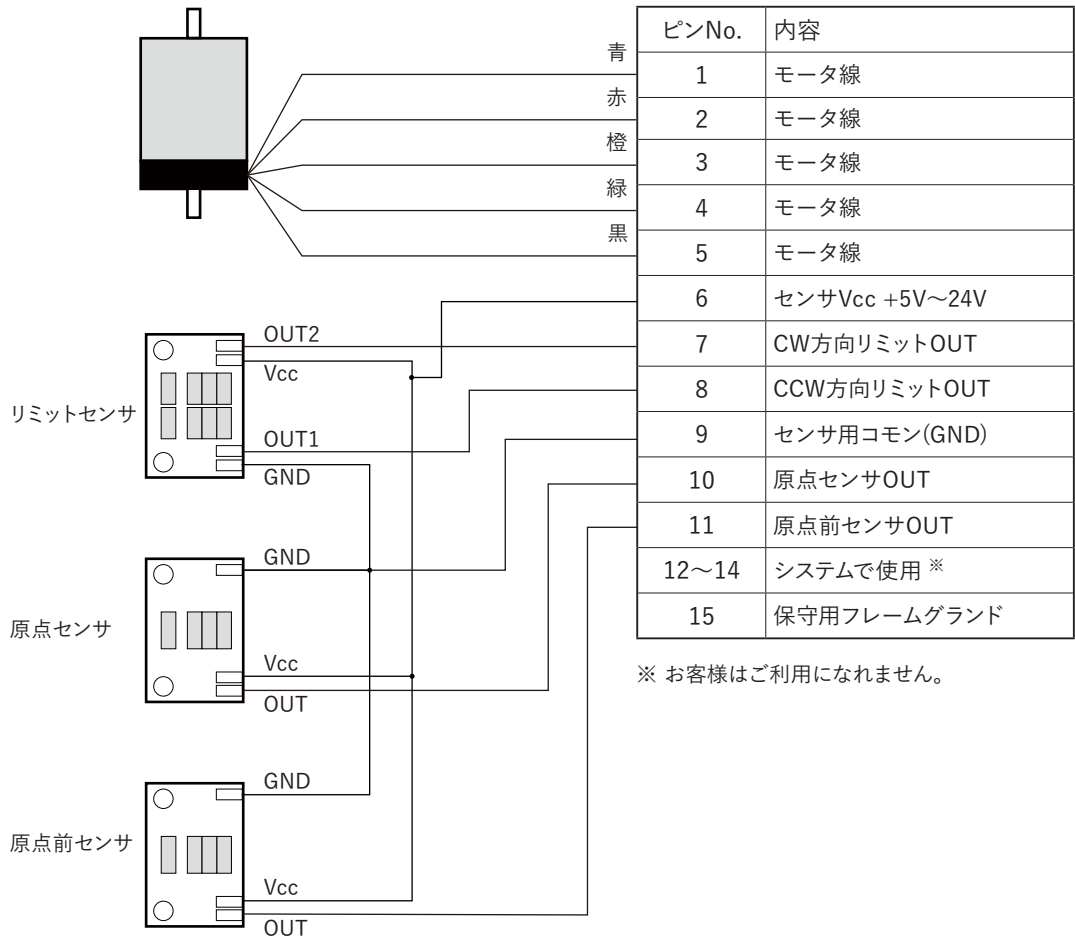 ピンNo. 内容
青
1 モータ線
赤
2 モータ線
橙
3 モータ線
緑
4 モータ線
黒
5 モータ線
6 センサVcc +5V～24V
OUT2
7 CW方向リミットOUT
Vcc
8 CCW方向リミットOUT
リミットセンサ
OUT1
9 センサ用コモン(GND)
GND
10 原点センサOUT
11 原点前センサOUT
GND
12～14 システムで使用 ※
15 保守用フレームグランド
原点センサ
Vcc
※ お客様はご利用になれません。
OUT
GND
原点前センサ
Vcc
OUT